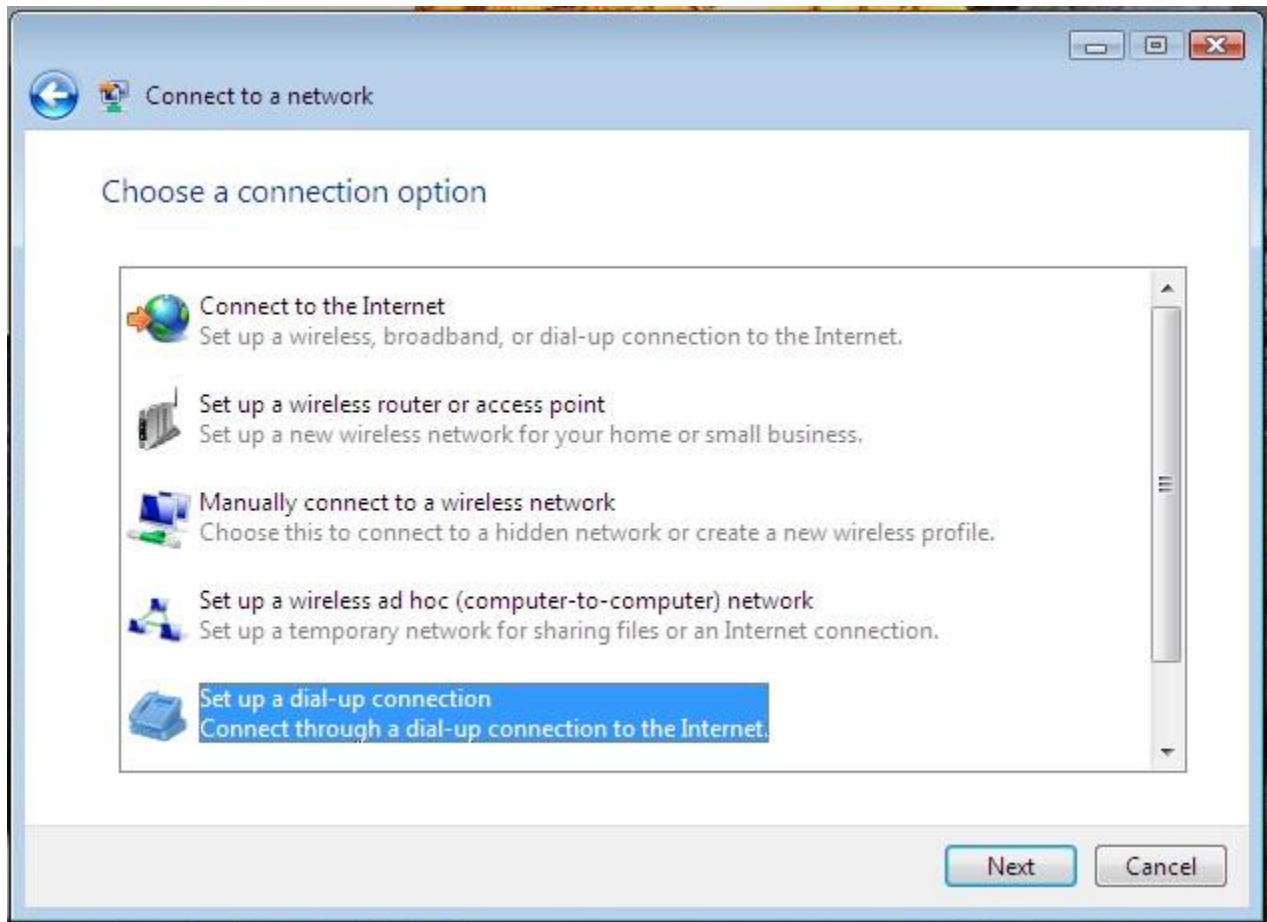 Connect to a network
Choose a connection option
Connect to the Internet
Set up a wireless, broadband, or dial-up connection to the Internet.
Set up a wireless router or access point
Set up a new wireless network for your home or small business.
Manually connect to a wireless network
Choose this to connect to a hidden network or create a new wireless profile.
Set up a wireless ad hoc (computer-to-computer) network
Set up a temporary network for sharing files or an Internet connection.
Set up a dial-up connection
Connect through a dial-up connection to the Internet.
Next Cancel